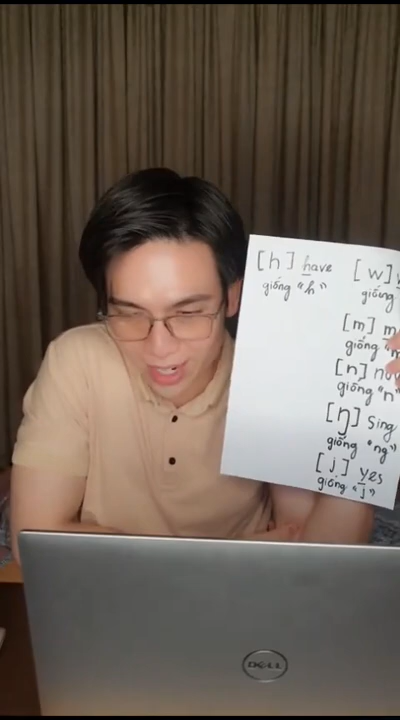 [h] have
giống "h"
[w]
giống
[m]
giống
[n]
giống "n"
[ŋ] sing
giống "ng"
[j] yes
giống "j"
DELL